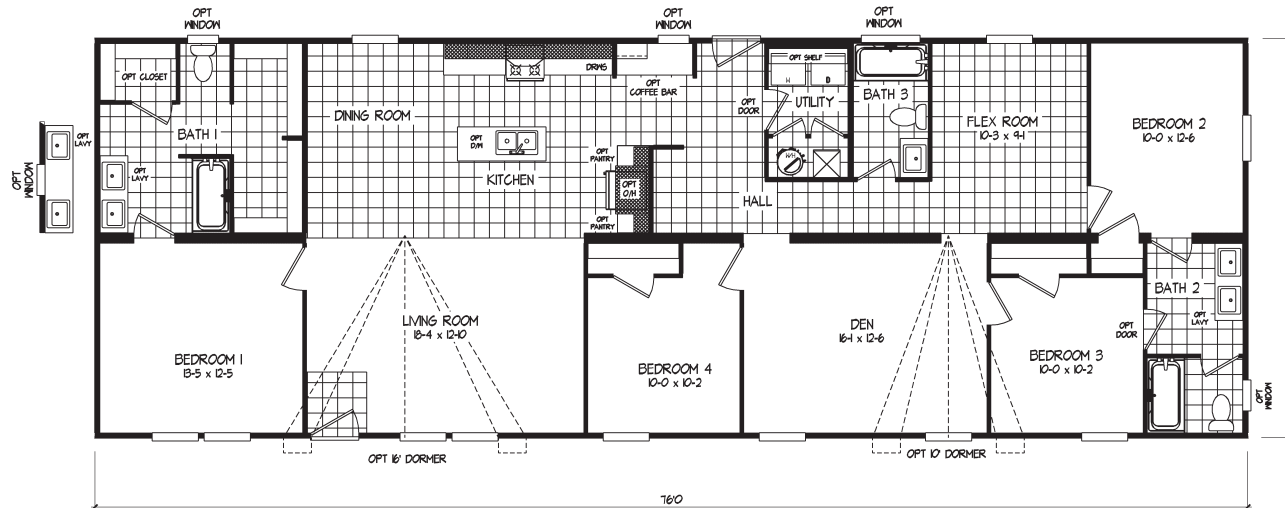 OPT
WINDOW
OPT
WINDOW
OPT
WINDOW
OPT CLOSET
BATH 1
OPT
LAVY
OPT
WINDOW
OPT
LAVY
DINING ROOM
DRWS
OPT
D/W
KITCHEN
OPT
COFFEE BAR
OPT
PANTRY
OPT
O/H
OPT
PANTRY
OPT SHELF
W
D
OPT
DOOR
UTILITY
W/H
BATH 3
HALL
FLEX ROOM
10-3 x 9-1
BEDROOM 2
10-0 x 12-6
BEDROOM 1
13-5 x 12-5
LIVING ROOM
18-4 x 12-10
BEDROOM 4
10-0 x 10-2
DEN
16-1 x 12-6
BEDROOM 3
10-0 x 10-2
OPT
DOOR
BATH 2
OPT
LAVY
OPT
WINDOW
OPT 16' DORMER
OPT 10' DORMER
76'0